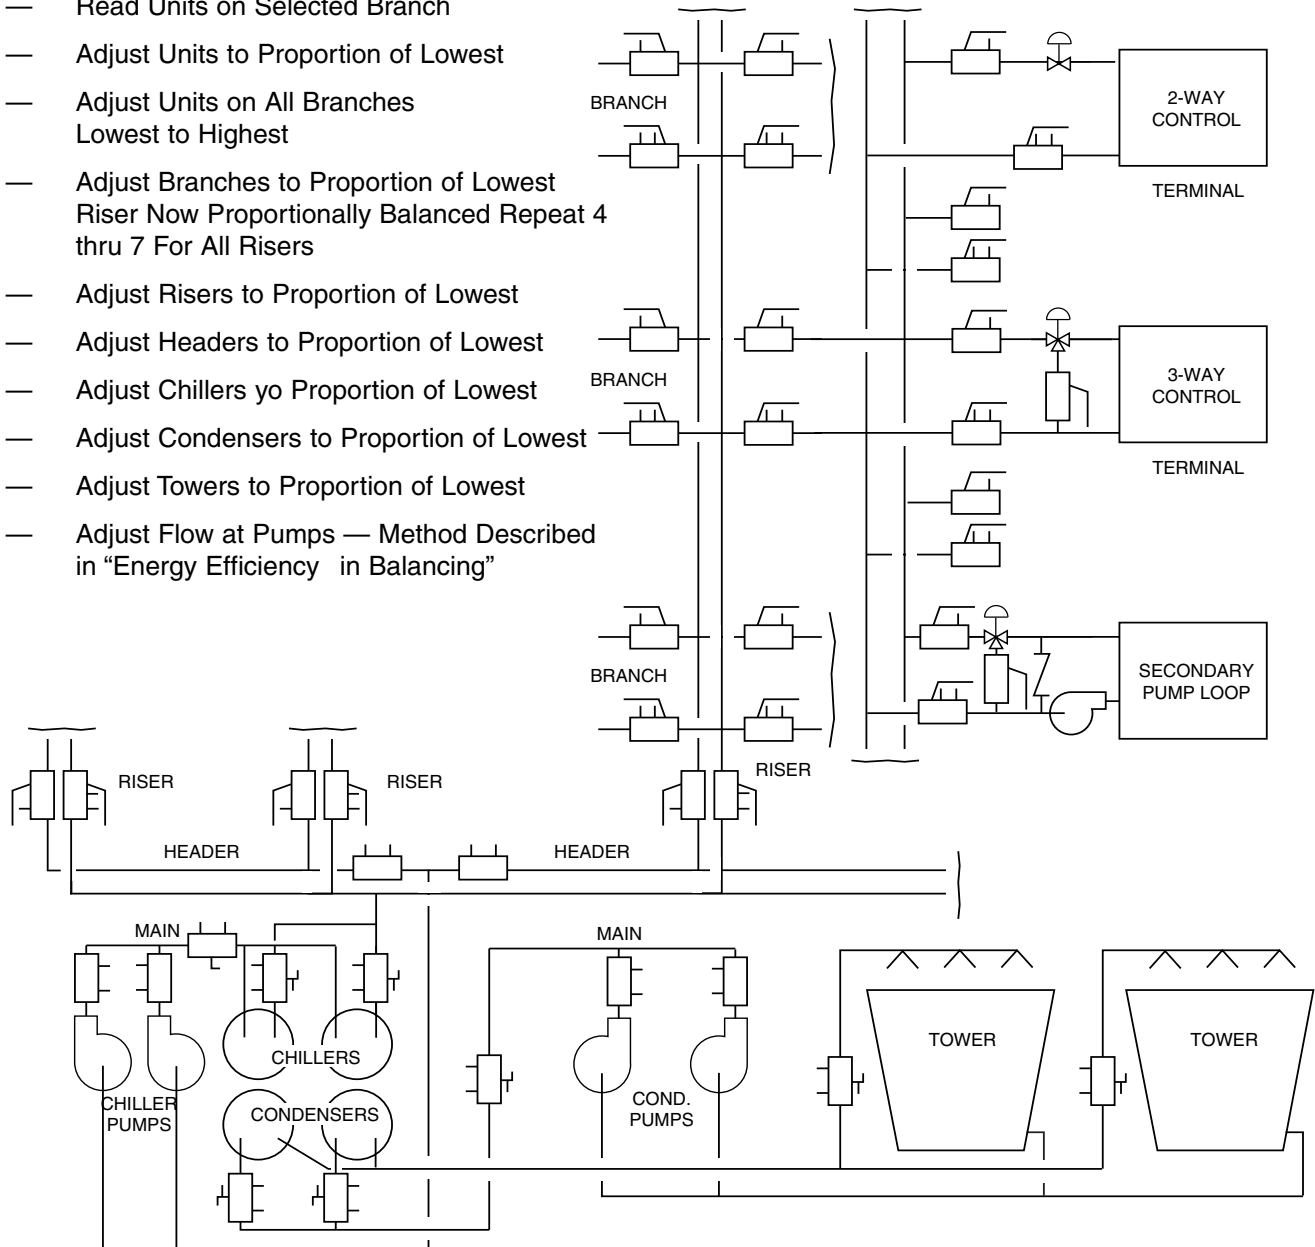 — Read Units on Selected Branch
— Adjust Units to Proportion of Lowest
— Adjust Units on All Branches
Lowest to Highest
— Adjust Branches to Proportion of Lowest
Riser Now Proportionally Balanced Repeat 4
thru 7 For All Risers
— Adjust Risers to Proportion of Lowest
— Adjust Headers to Proportion of Lowest
— Adjust Chillers yo Proportion of Lowest
— Adjust Condensers to Proportion of Lowest
— Adjust Towers to Proportion of Lowest
— Adjust Flow at Pumps — Method Described
in “Energy Efficiency in Balancing”
BRANCH
2-WAY
CONTROL
TERMINAL
BRANCH
3-WAY
CONTROL
TERMINAL
BRANCH
SECONDARY
PUMP LOOP
RISER
RISER
RISER
HEADER
HEADER
MAIN
MAIN
CHILLERS
CHILLER
PUMPS
CONDENSERS
COND.
PUMPS
TOWER
TOWER